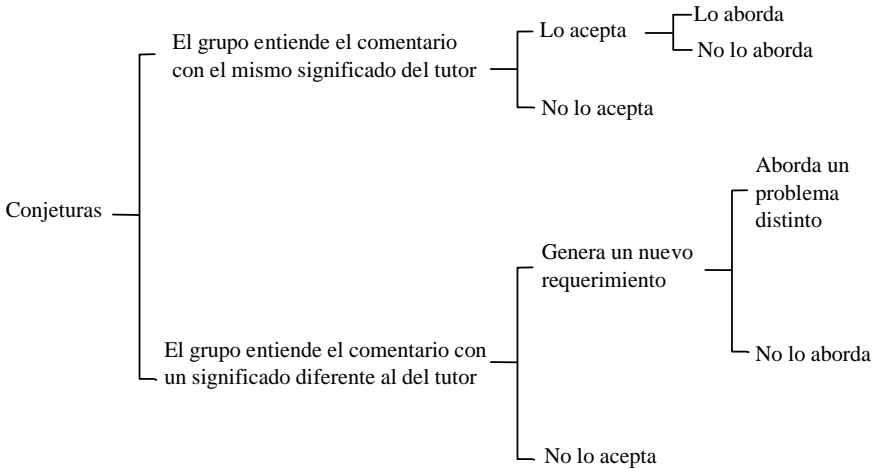 El grupo entiende el comentario
con el mismo significado del tutor
Lo acepta
Lo aborda
No lo aborda
No lo acepta
Conjeturas
El grupo entiende el comentario con
un significado diferente al del tutor
Genera un nuevo
requerimiento
Aborda un
problema
distinto
No lo aborda
No lo acepta